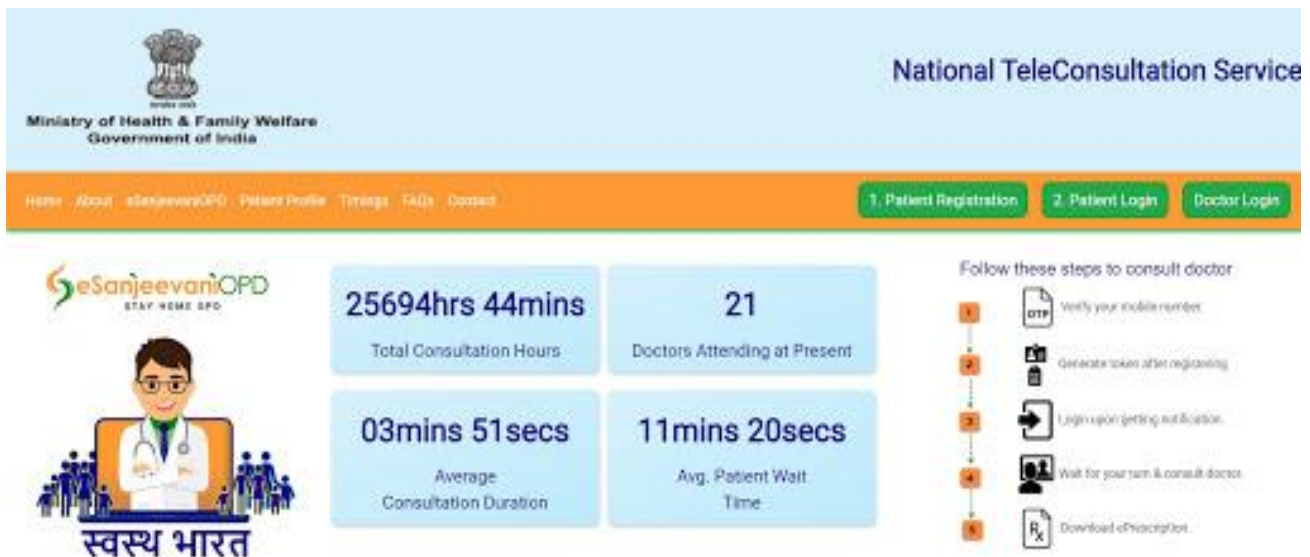 National TeleConsultation Service
Ministry of Health & Family Welfare
Government of India
Home About eSanjeevaniOPD Patient Profile Timings FAQs Contact
1. Patient Registration
2. Patient Login
Doctor Login
eSanjeevaniOPD
STAY HOME OPD
स्वस्थ भारत
25694hrs 44mins
Total Consultation Hours
21
Doctors Attending at Present
03mins 51secs
Average
Consultation Duration
11mins 20secs
Avg. Patient Wait
Time
Follow these steps to consult doctor
1
OTP
Verify your mobile number.
2
Generate token after registering.
3
Login upon getting notification.
4
Wait for your turn & consult doctor.
5
Rx
Download ePrescription.